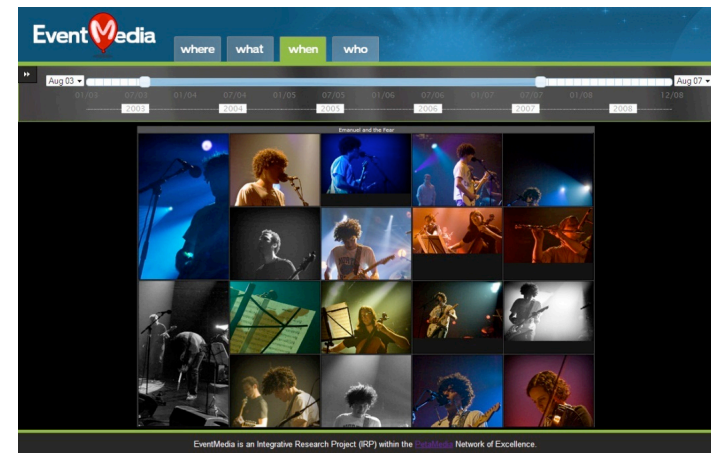 EventMedia
where what when who
Aug 03 Aug 07
01/03 07/03 01/04 07/04 01/05 07/05 01/06 07/06 01/07 07/07 01/08 12/08
2003 2004 2005 2006 2007 2008
Emanuel and the Fear
EventMedia is an Integrative Research Project (IRP) within the PetaMedia Network of Excellence.